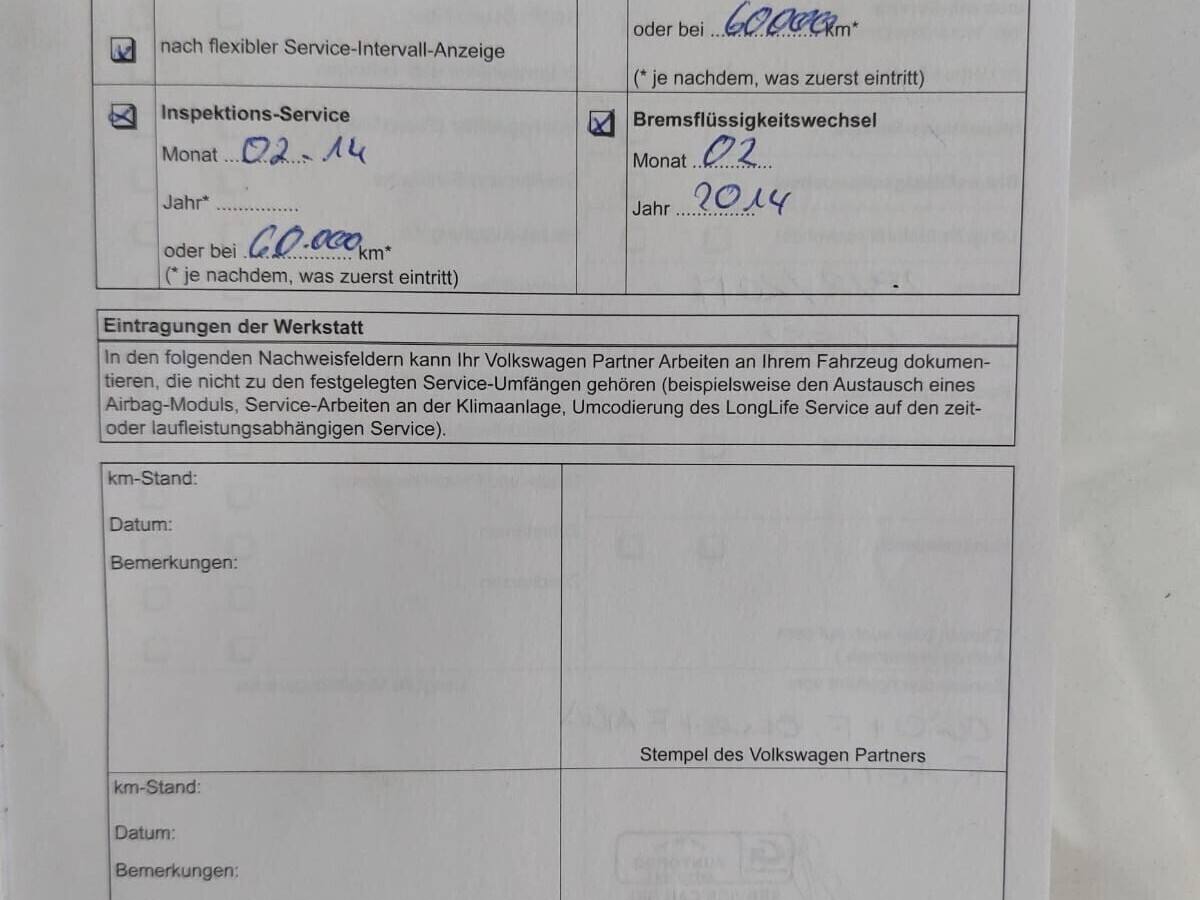 oder bei 60000 km*
nach flexibler Service-Intervall-Anzeige
(* je nachdem, was zuerst eintritt)
Inspektions-Service
Monat 02-14
Jahr*
oder bei 60.000 km*
(* je nachdem, was zuerst eintritt)
Bremsflüssigkeitswechsel
Monat 02
Jahr 2014
Eintragungen der Werkstatt
In den folgenden Nachweisfeldern kann Ihr Volkswagen Partner Arbeiten an Ihrem Fahrzeug dokumen-
tieren, die nicht zu den festgelegten Service-Umfängen gehören (beispielsweise den Austausch eines
Airbag-Moduls, Service-Arbeiten an der Klimaanlage, Umcodierung des LongLife Service auf den zeit-
oder laufleistungsabhängigen Service).
km-Stand:
Datum:
Bemerkungen:
Stempel des Volkswagen Partners
km-Stand:
Datum:
Bemerkungen: